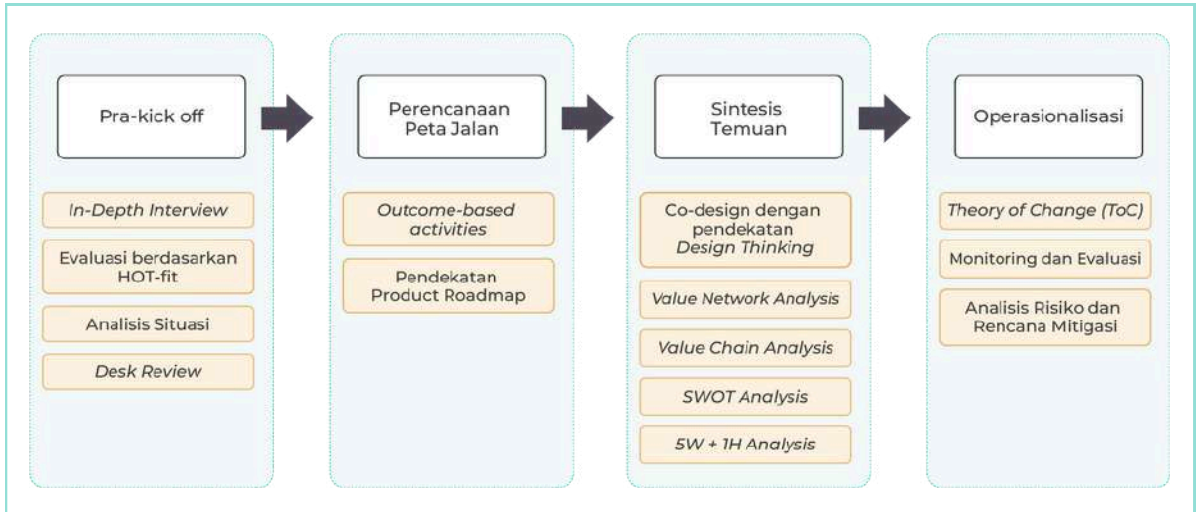 Pra-kick off
In-Depth Interview
Evaluasi berdasarkan
HOT-fit
Analisis Situasi
Desk Review
Perencanaan
Peta Jalan
Outcome-based
activities
Pendekatan
Product Roadmap
Sintesis
Temuan
Co-design dengan
pendekatan
Design Thinking
Value Network Analysis
Value Chain Analysis
SWOT Analysis
5W + 1H Analysis
Operasionalisasi
Theory of Change (ToC)
Monitoring dan Evaluasi
Analisis Risiko dan
Rencana Mitigasi